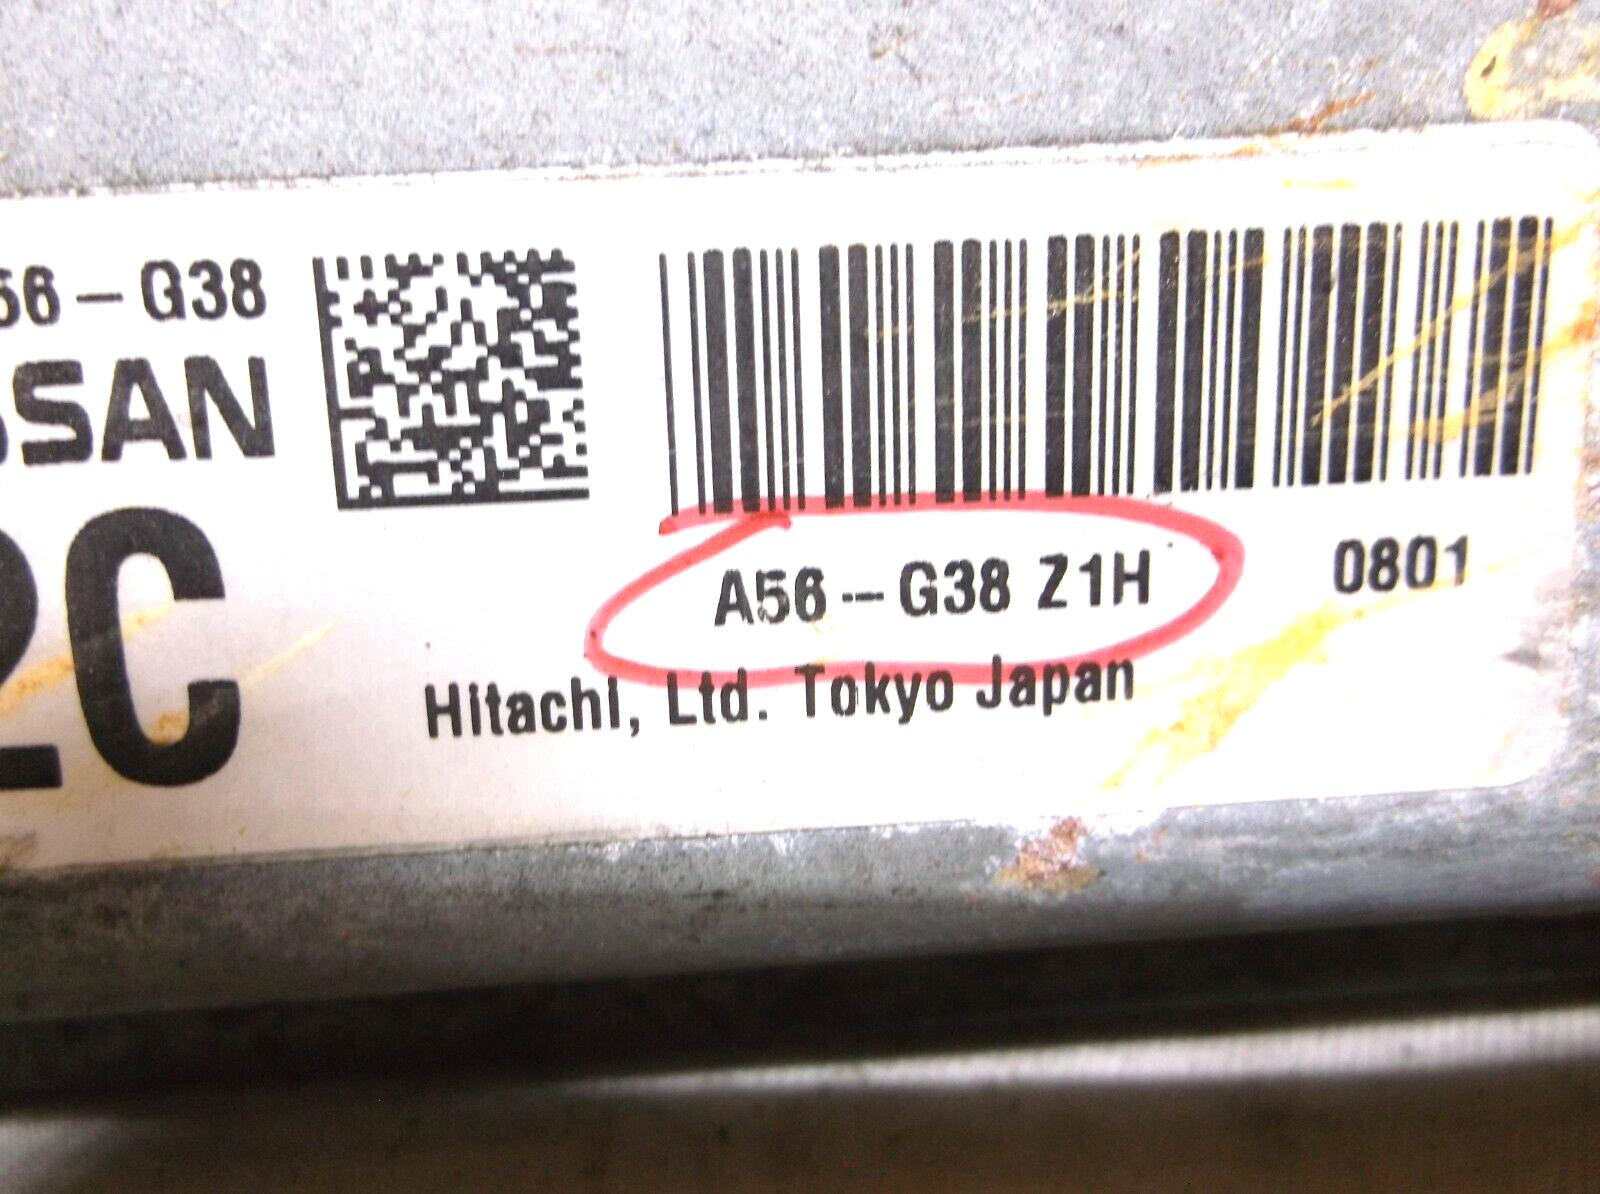 56-G38
SSAN
2C
A56-G38 Z1H 0801
Hitachi, Ltd. Tokyo Japan